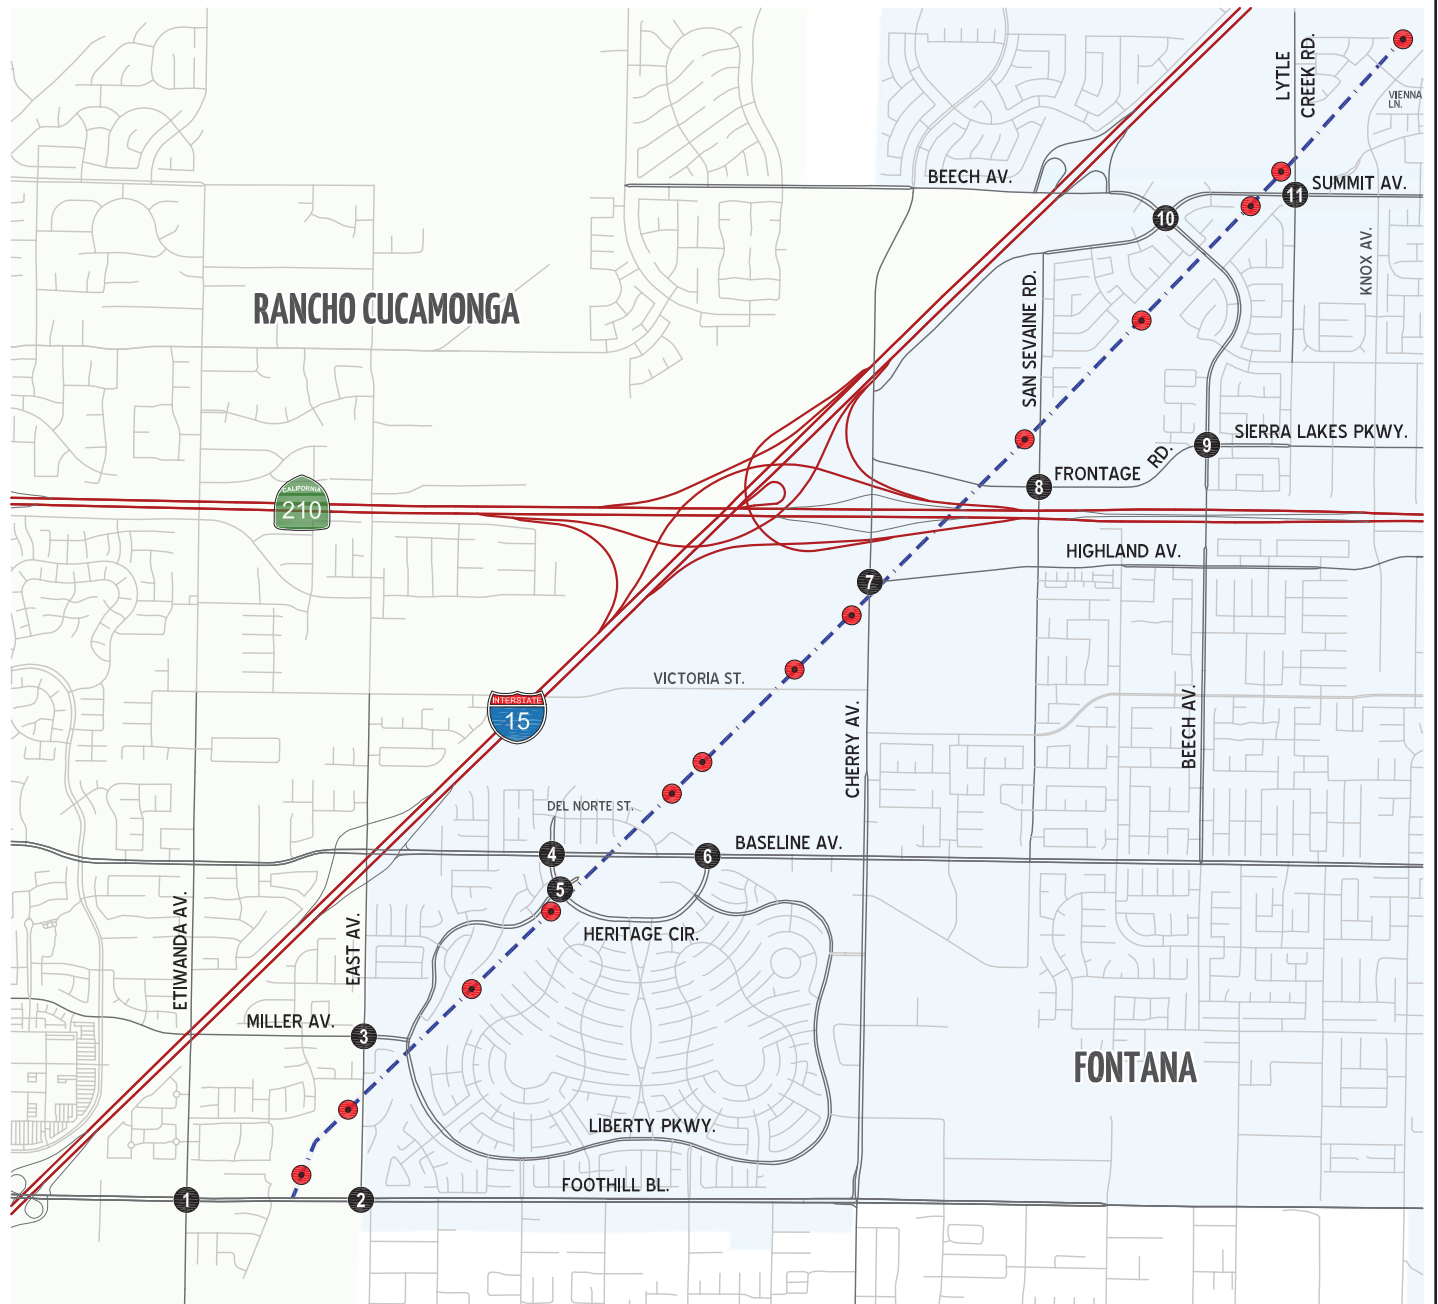 LYTLE
CREEK RD.
VIENNA
LN.
BEECH AV.
SUMMIT AV.
11
10
KNOX AV.
SAN SEVAINE RD.
RANCHO CUCAMONGA
SIERRA LAKES PKWY.
9
RD.
FRONTAGE
8
CALIFORNIA
210
HIGHLAND AV.
7
VICTORIA ST.
INTERSTATE
15
CHERRY AV.
BEECH AV.
DEL NORTE ST.
BASELINE AV.
4
6
5
HERITAGE CIR.
ETIWANDA AV.
EAST AV.
MILLER AV.
3
FONTANA
LIBERTY PKWY.
FOOTHILL BL.
1
2